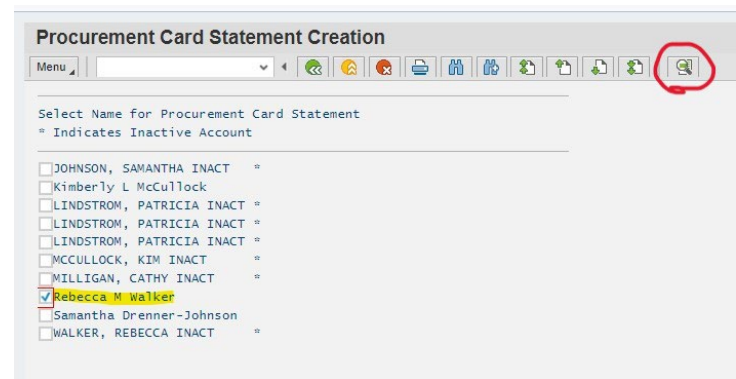 Procurement Card Statement Creation
Menu
Select Name for Procurement Card Statement
* Indicates Inactive Account
JOHNSON, SAMANTHA INACT *
Kimberly L McCullock
LINDSTROM, PATRICIA INACT *
LINDSTROM, PATRICIA INACT *
LINDSTROM, PATRICIA INACT *
MCCULLOCK, KIM INACT *
MILLIGAN, CATHY INACT *
Rebecca M Walker
Samantha Drenner-Johnson
WALKER, REBECCA INACT *